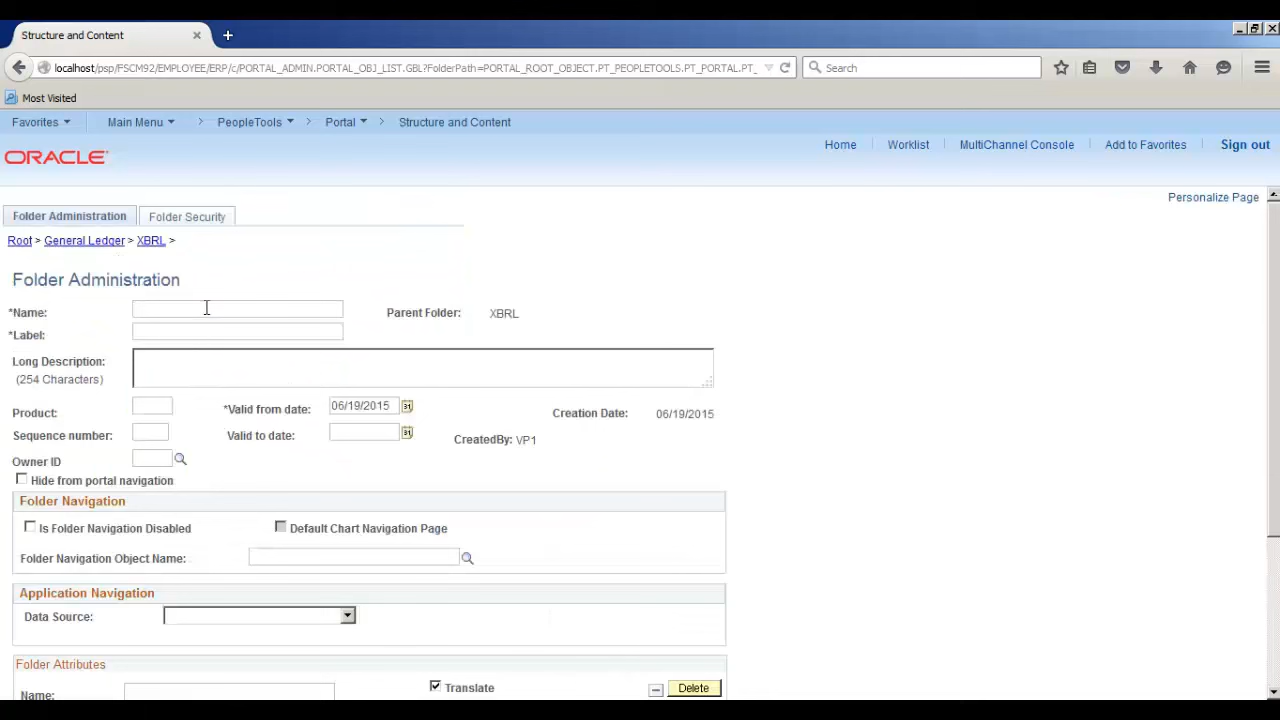 Structure and Content
localhost/psp/FSCM92/EMPLOYEE/ERP/c/PORTAL_ADMIN.PORTAL_OBJ_LIST.GBL?FolderPath=PORTAL_ROOT_OBJECT.PT_PEOPLETOOLS.PT_PORTAL.PT_ Search
Most Visited
Favorites Main Menu > PeopleTools > Portal > Structure and Content
Home Worklist MultiChannel Console Add to Favorites Sign out
ORACLE
Personalize Page
Folder Administration Folder Security
Root > General Ledger > XBRL >
Folder Administration
*Name: Parent Folder: XBRL
*Label:
Long Description:
(254 Characters)
Product: *Valid from date: 06/19/2015 31 Creation Date: 06/19/2015
Sequence number: Valid to date: 31 CreatedBy: VP1
Owner ID
Hide from portal navigation
Folder Navigation
Is Folder Navigation Disabled Default Chart Navigation Page
Folder Navigation Object Name:
Application Navigation
Data Source:
Folder Attributes
Name: Translate Delete